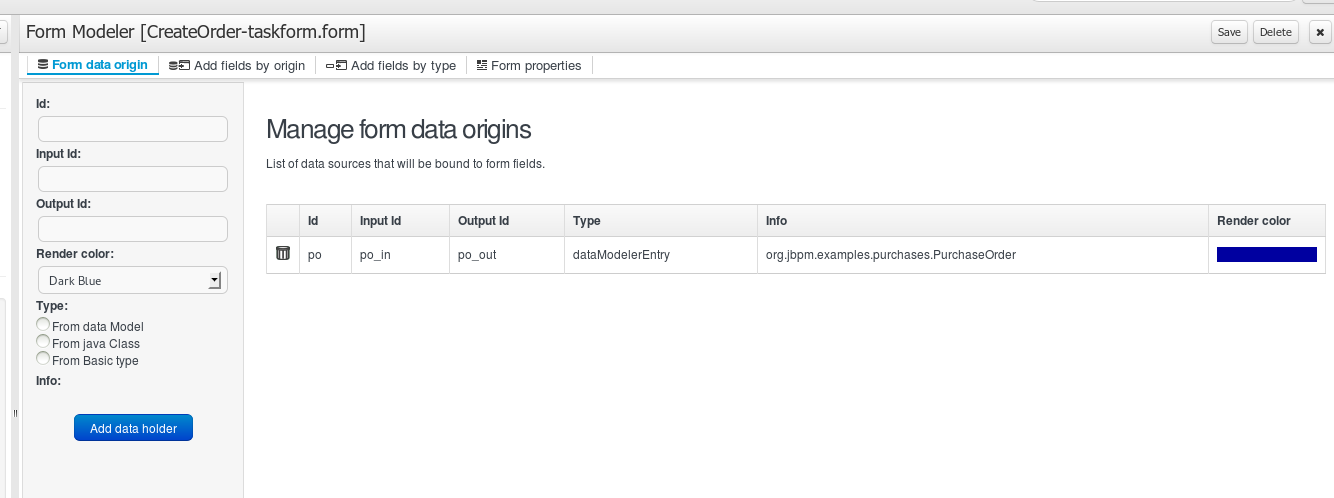 Form Modeler [CreateOrder-taskform.form]
Save
Delete
Form data origin
Add fields by origin
Add fields by type
Form properties
Id:
Input Id:
Output Id:
Render color:
Dark Blue
Type:
From data Model
From java Class
From Basic type
Info:
Add data holder
Manage form data origins
List of data sources that will be bound to form fields.
Id Input Id Output Id Type Info Render color
po po_in po_out dataModelerEntry org.jbpm.examples.purchases.PurchaseOrder